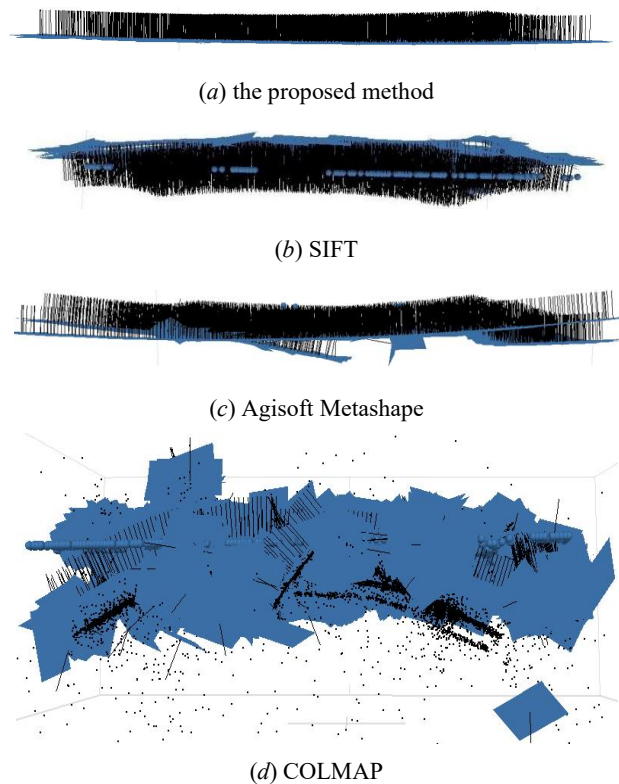 (a) the proposed method
(b) SIFT
(c) Agisoft Metashape
(d) COLMAP